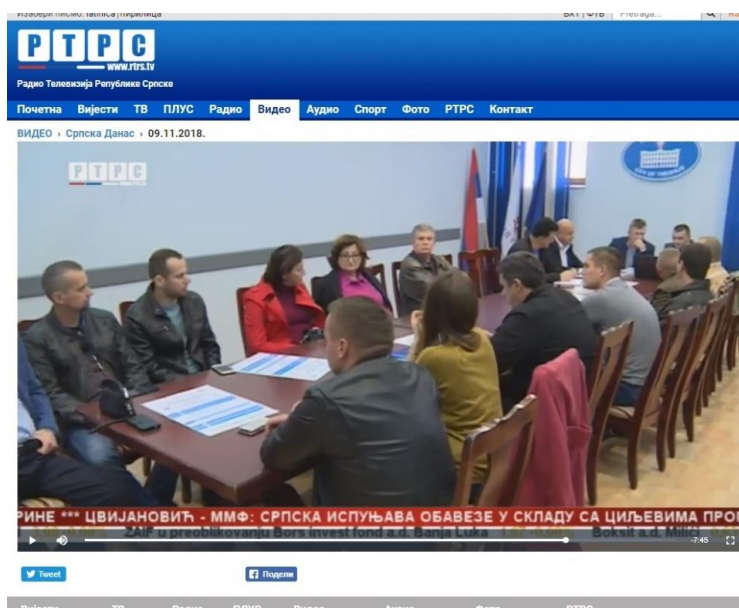 Изабери писмо: latinica | ћирилица
БХТ | ФТВ Pretraga...
РТРС
www.rtrs.tv
Радио Телевизија Републике Српске
Почетна Вијести ТВ ПЛУС Радио Видео Аудио Спорт Фото РТРС Контакт
ВИДЕО › Српска Данас › 09.11.2018.
РТРС
РИНЕ *** ЦВИЈАНОВИЋ - ММФ: СРПСКА ИСПУЊАВА ОБАВЕЗЕ У СКЛАДУ СА ЦИЉЕВИМА ПРО
ZAIF u preoblikovanju Bors invest fond a.d. Banja Luka Boksit a.d. Milići
-7:45
Tweet Подели
Вијести ТВ Радио ПЛУС Видео Аудио Фото РТРС